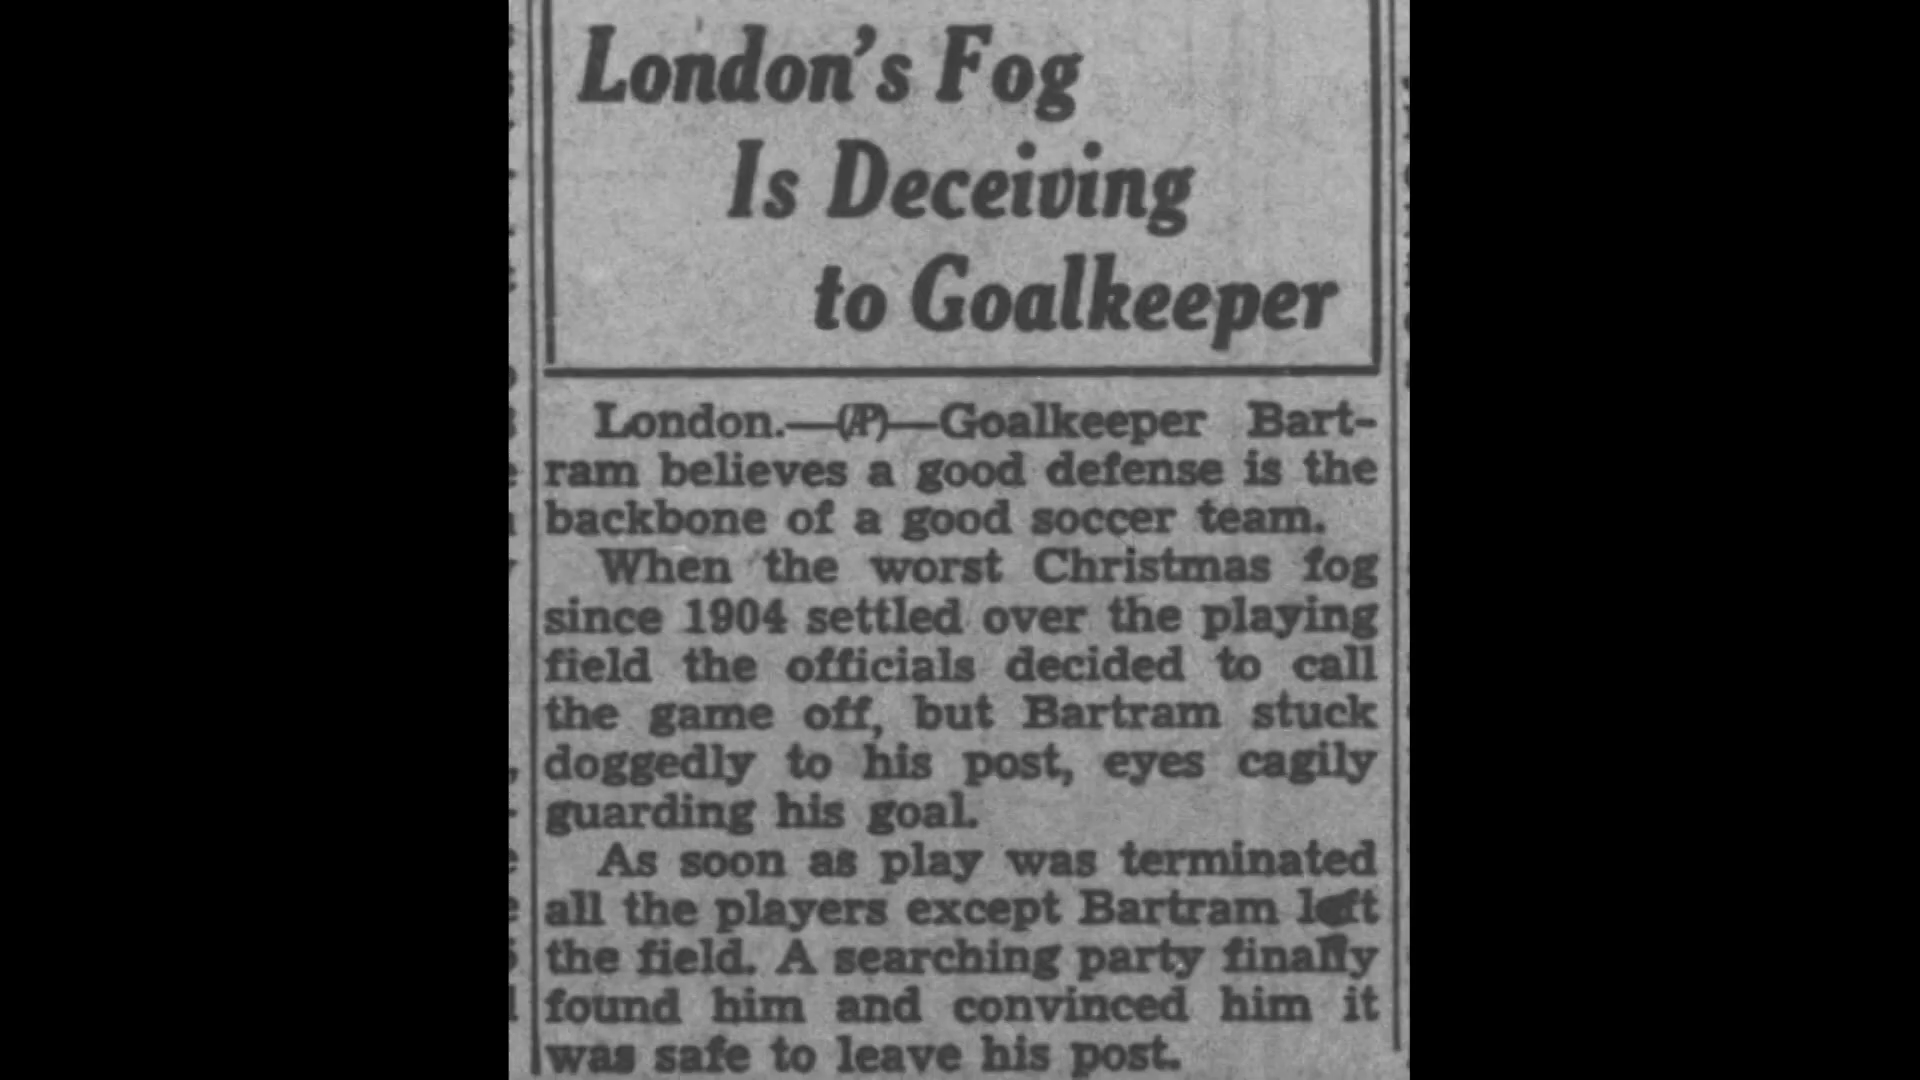 London's Fog
Is Deceiving
to Goalkeeper
London.—(AP)—Goalkeeper Bart-
ram believes a good defense is the
backbone of a good soccer team.
When the worst Christmas fog
since 1904 settled over the playing
field the officials decided to call
the game off, but Bartram stuck
doggedly to his post, eyes cagily
guarding his goal.
As soon as play was terminated
all the players except Bartram left
the field. A searching party finally
found him and convinced him it
was safe to leave his post.